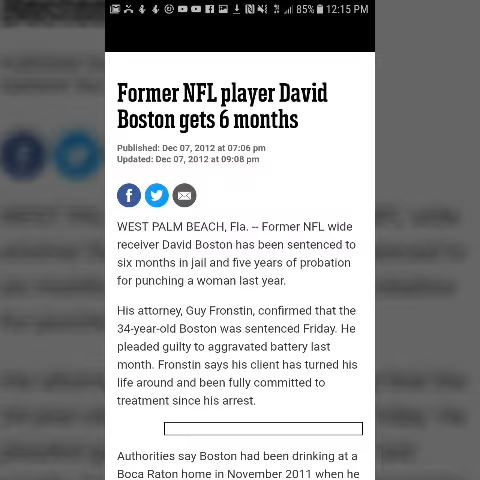 85% 12:15 PM
Former NFL player David
Boston gets 6 months
Published: Dec 07, 2012 at 07:06 pm
Updated: Dec 07, 2012 at 09:08 pm
WEST PALM BEACH, Fla. -- Former NFL wide
receiver David Boston has been sentenced to
six months in jail and five years of probation
for punching a woman last year.
His attorney, Guy Fronstin, confirmed that the
34-year-old Boston was sentenced Friday. He
pleaded guilty to aggravated battery last
month. Fronstin says his client has turned his
life around and been fully committed to
treatment since his arrest.
Authorities say Boston had been drinking at a
Boca Raton home in November 2011 when he